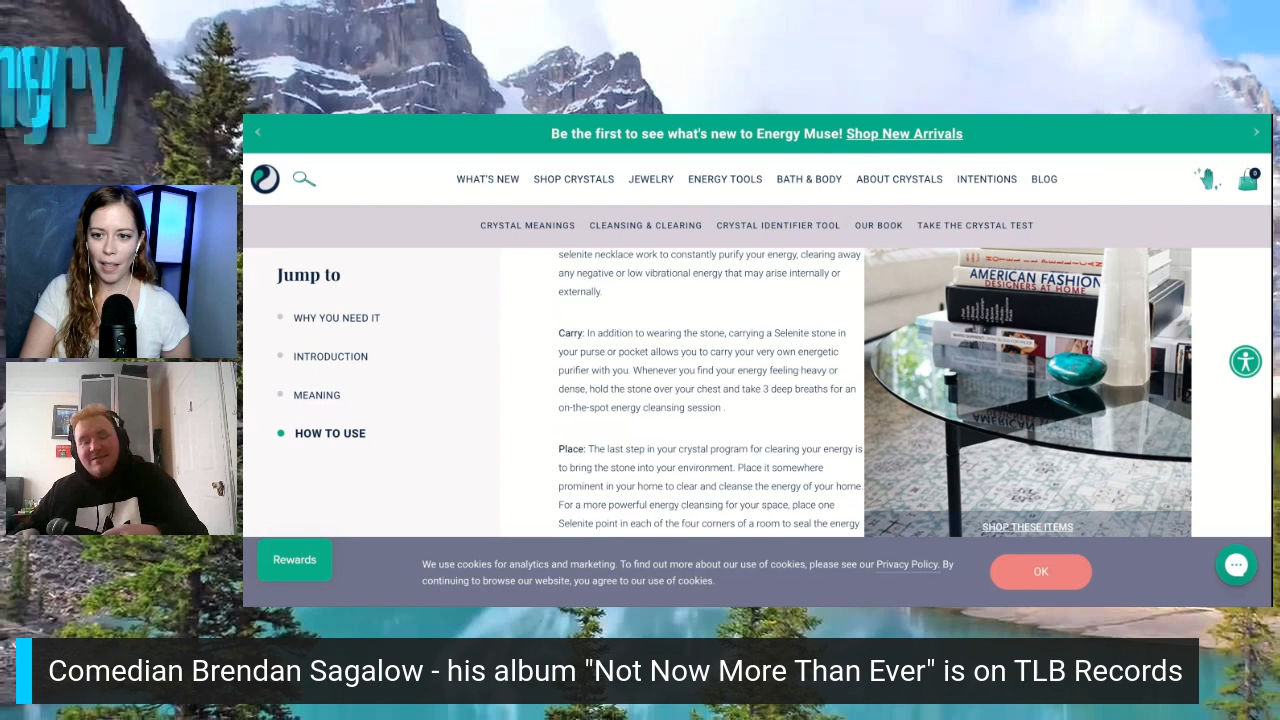 Be the first to see what's new to Energy Muse! Shop New Arrivals
WHAT'S NEW SHOP CRYSTALS JEWELRY ENERGY TOOLS BATH & BODY ABOUT CRYSTALS INTENTIONS BLOG
0
CRYSTAL MEANINGS CLEANSING & CLEARING CRYSTAL IDENTIFIER TOOL OUR BOOK TAKE THE CRYSTAL TEST
Jump to
WHY YOU NEED IT
INTRODUCTION
MEANING
HOW TO USE
selenite necklace work to constantly purify your energy, clearing away
any negative or low vibrational energy that may arise internally or
externally.
Carry: In addition to wearing the stone, carrying a Selenite stone in
your purse or pocket allows you to carry your very own energetic
purifier with you. Whenever you find your energy feeling heavy or
dense, hold the stone over your chest and take 3 deep breaths for an
on-the-spot energy cleansing session .
Place: The last step in your crystal program for clearing your energy is
to bring the stone into your environment. Place it somewhere
prominent in your home to clear and cleanse the energy of your home.
For a more powerful energy cleansing for your space, place one
Selenite point in each of the four corners of a room to seal the energy
AMERICAN FASHION
DESIGNERS AT HOME
SHOP THESE ITEMS
Rewards
We use cookies for analytics and marketing. To find out more about our use of cookies, please see our Privacy Policy. By
continuing to browse our website, you agree to our use of cookies.
OK
Comedian Brendan Sagalow - his album "Not Now More Than Ever" is on TLB Records